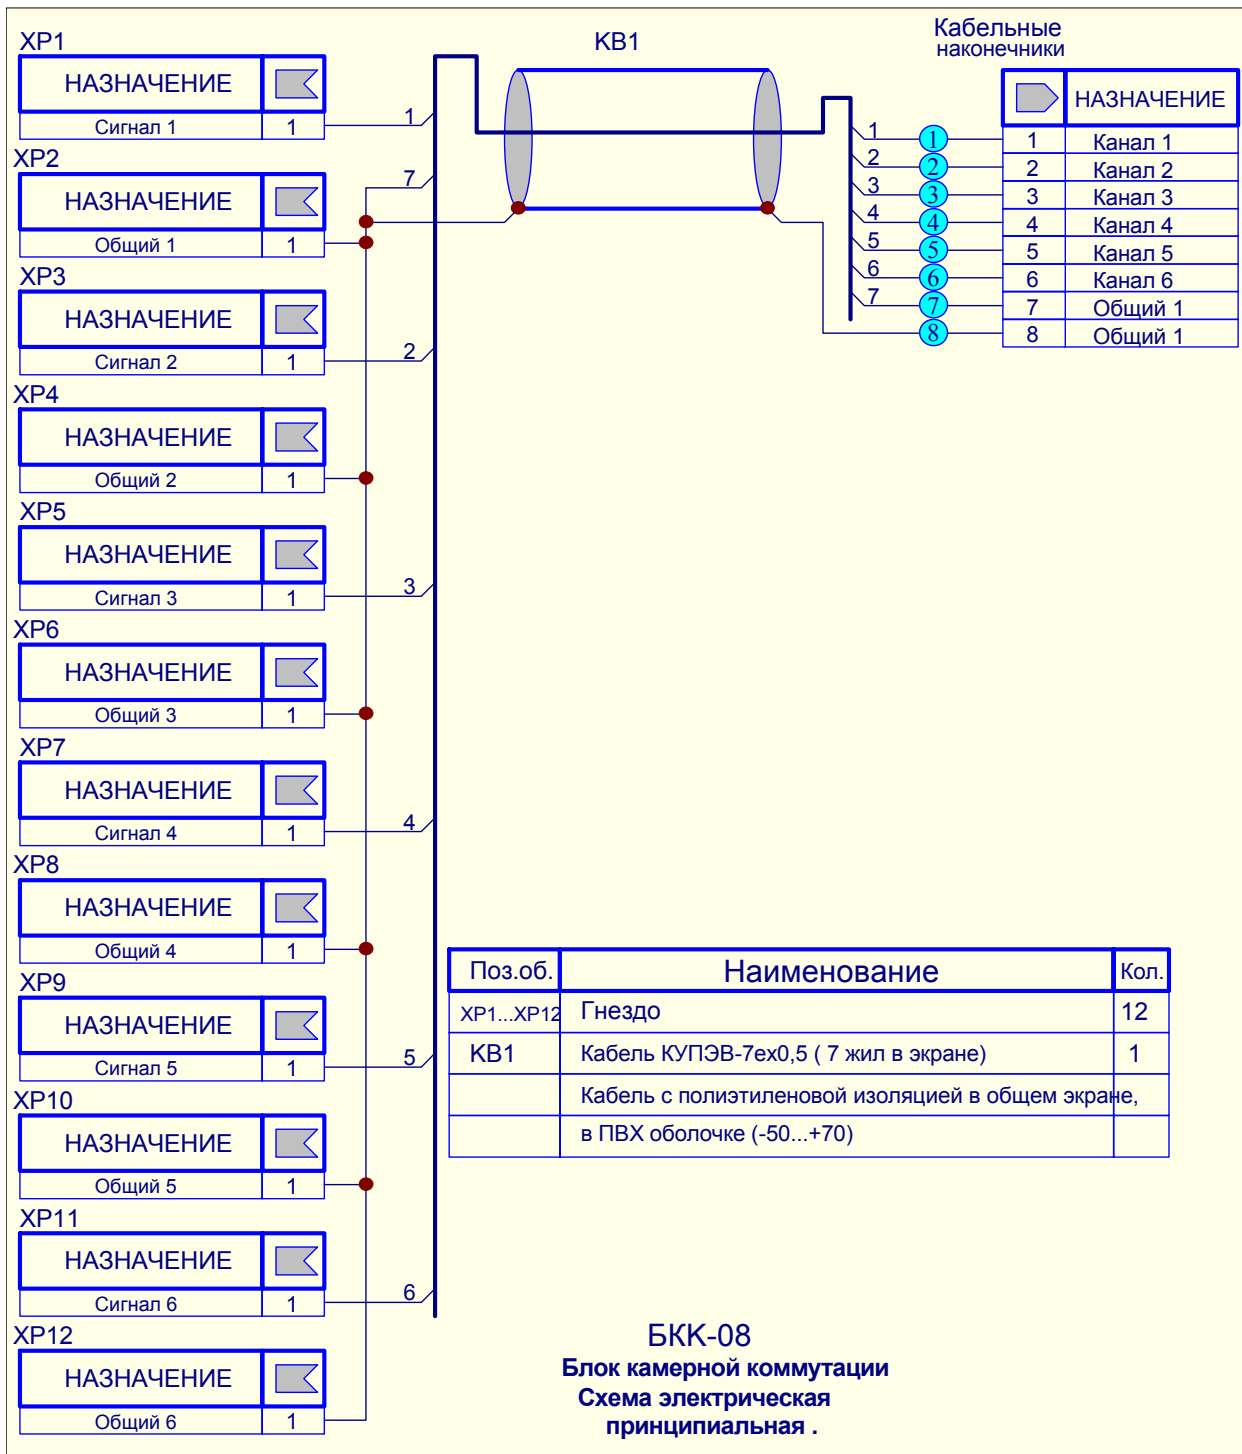 XP1
НАЗНАЧЕНИЕ
Сигнал 1 1
1
XP2
НАЗНАЧЕНИЕ
Общий 1 1
7
XP3
НАЗНАЧЕНИЕ
Сигнал 2 1
2
XP4
НАЗНАЧЕНИЕ
Общий 2 1
XP5
НАЗНАЧЕНИЕ
Сигнал 3 1
3
XP6
НАЗНАЧЕНИЕ
Общий 3 1
XP7
НАЗНАЧЕНИЕ
Сигнал 4 1
4
XP8
НАЗНАЧЕНИЕ
Общий 4 1
XP9
НАЗНАЧЕНИЕ
Сигнал 5 1
5
XP10
НАЗНАЧЕНИЕ
Общий 5 1
XP11
НАЗНАЧЕНИЕ
Сигнал 6 1
6
XP12
НАЗНАЧЕНИЕ
Общий 6 1
КВ1
Кабельные
наконечники
НАЗНАЧЕНИЕ
1 1 1 Канал 1
2 2 2 Канал 2
3 3 3 Канал 3
4 4 4 Канал 4
5 5 5 Канал 5
6 6 6 Канал 6
7 7 7 Общий 1
8 8 Общий 1
Поз.об. Наименование Кол.
XP1...XP12 Гнездо 12
КВ1 Кабель КУПЭВ-7ех0,5 ( 7 жил в экране) 1
Кабель с полиэтиленовой изоляцией в общем экране,
в ПВХ оболочке (-50...+70)
БКК-08
Блок камерной коммутации
Схема электрическая
принципиальная .